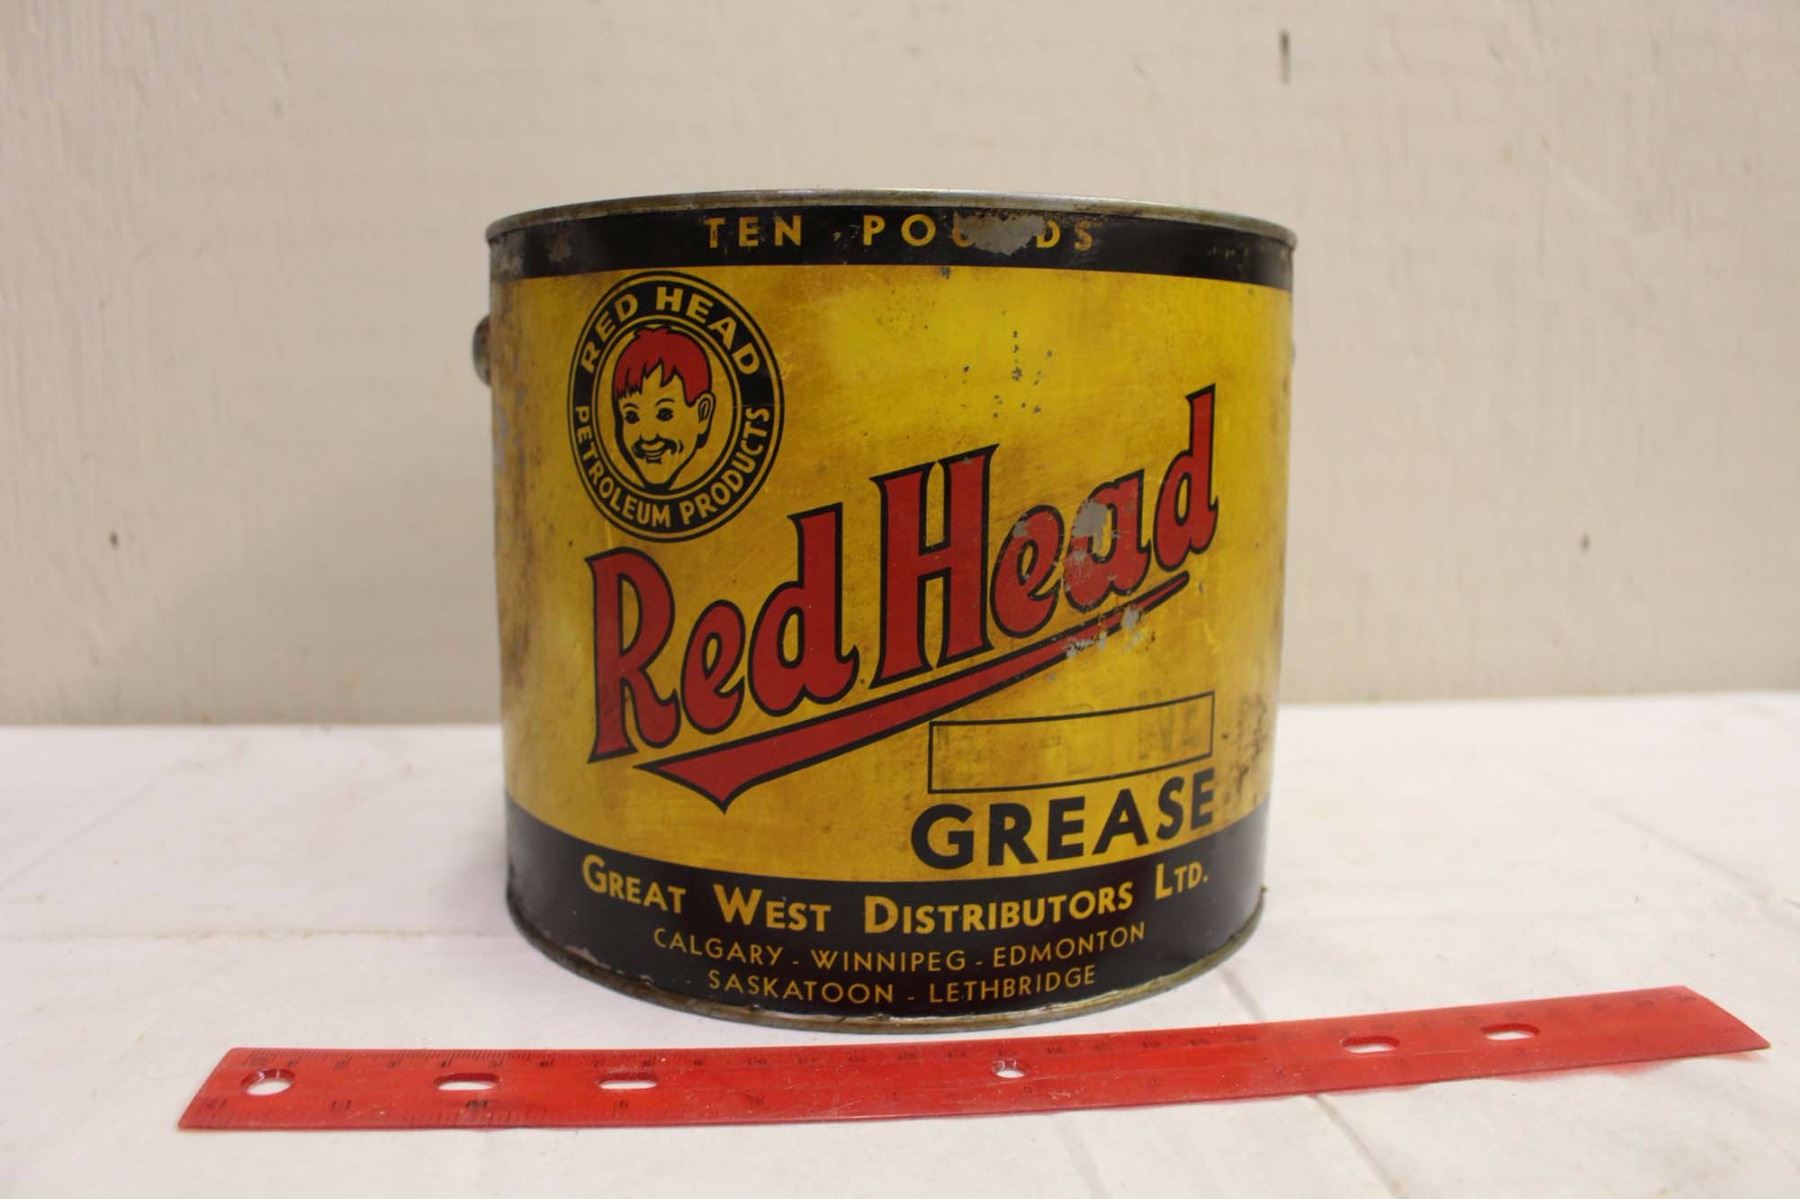 TEN POUNDS
RED HEAD
PETROLEUM PRODUCTS
Red Head
GREASE
GREAT WEST DISTRIBUTORS LTD.
CALGARY - WINNIPEG - EDMONTON
SASKATOON - LETHBRIDGE